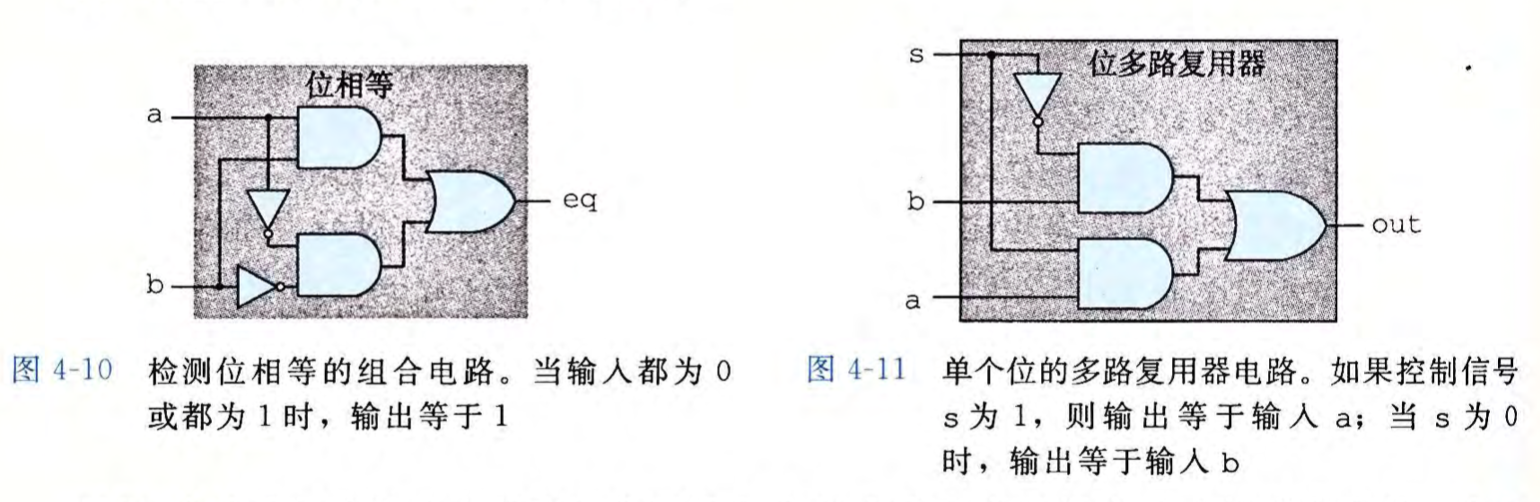 位相等
a
b
eq
图 4-10 检测位相等的组合电路。当输入都为 0
或都为 1 时，输出等于 1
s
位多路复用器
b
a
out
图 4-11 单个位的多路复用器电路。如果控制信号
s 为 1，则输出等于输入 a；当 s 为 0
时，输出等于输入 b